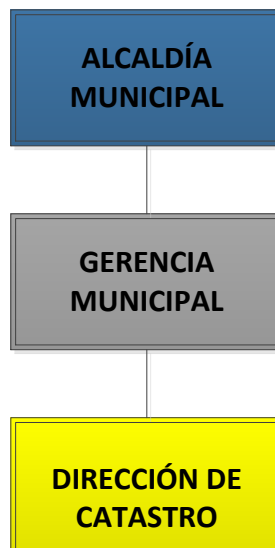 ALCALDÍA
MUNICIPAL
GERENCIA
MUNICIPAL
DIRECCIÓN DE
CATASTRO